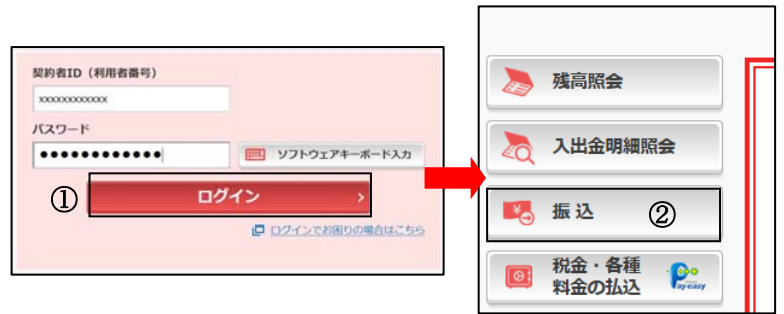 契約者ID（利用者番号）
xxxxxxxxxxxx
パスワード
●●●●●●●●●●●●
ソフトウェアキーボード入力
① ログイン
ログインでお困りの場合はこちら
残高照会
入出金明細照会
振込 ②
税金・各種
料金の払込
Pay-easy